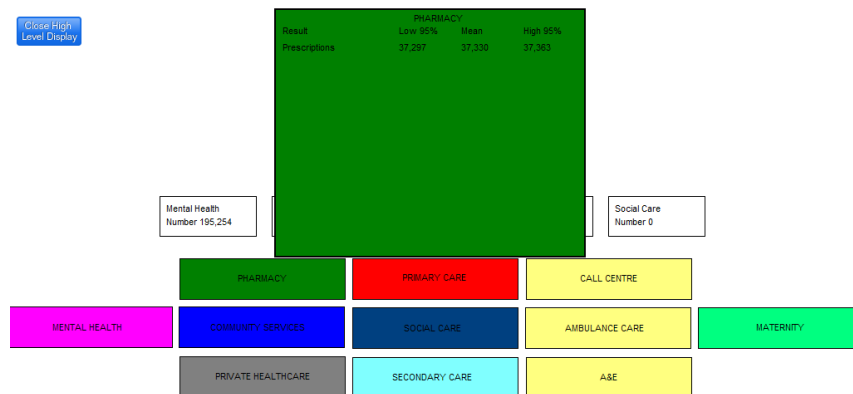 Close High
Level Display
PHARMACY
Result Low 95% Mean High 95%
Prescriptions 37,297 37,330 37,363
Mental Health
Number 195,254
Social Care
Number 0
PHARMACY PRIMARY CARE CALL CENTRE
MENTAL HEALTH COMMUNITY SERVICES SOCIAL CARE AMBULANCE CARE MATERNITY
PRIVATE HEALTHCARE SECONDARY CARE A&E